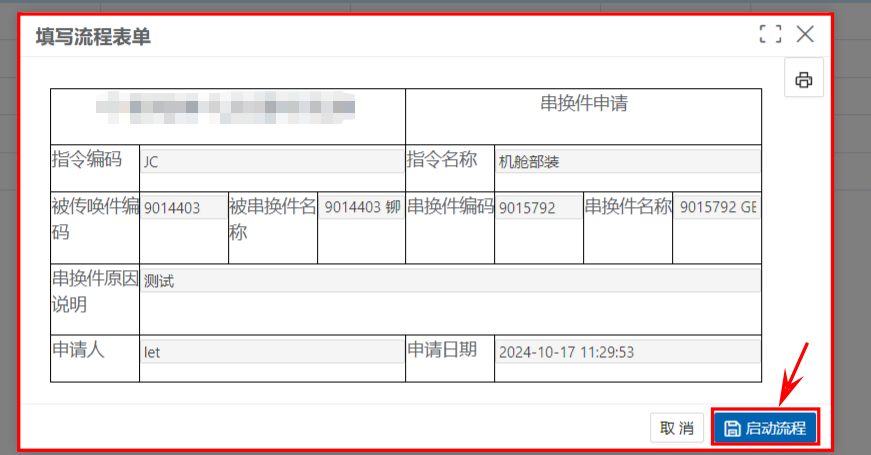 填写流程表单
串换件申请
指令编码 JC 指令名称 机舱部装
被传唤件编码 9014403 被串换件名称 9014403 铆 串换件编码 9015792 串换件名称 9015792 GE
串换件原因说明 测试
申请人 let 申请日期 2024-10-17 11:29:53
取消 启动流程